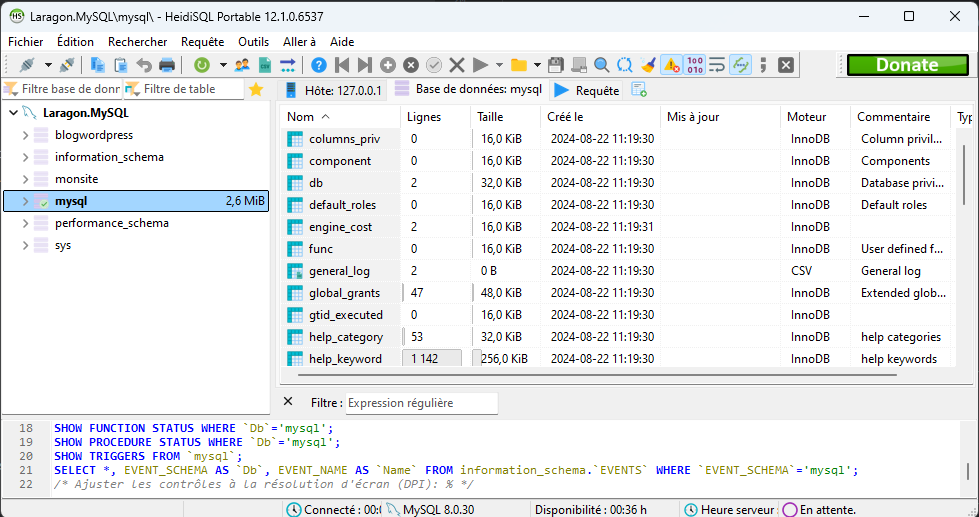 Laragon.MySQL\mysql\ - HeidiSQL Portable 12.1.0.6537
Fichier Édition Rechercher Requête Outils Aller à Aide
Donate
Filtre base de donn Filtre de table Hôte: 127.0.0.1 Base de données: mysql Requête
Laragon.MySQL
blogwordpress
information_schema
monsite
mysql 2,6 MiB
performance_schema
sys
Nom Lignes Taille Créé le Mis à jour Moteur Commentaire Typ
columns_priv 0 16,0 KiB 2024-08-22 11:19:30 InnoDB Column privil...
component 0 16,0 KiB 2024-08-22 11:19:30 InnoDB Components
db 2 32,0 KiB 2024-08-22 11:19:30 InnoDB Database privi...
default_roles 0 16,0 KiB 2024-08-22 11:19:30 InnoDB Default roles
engine_cost 2 16,0 KiB 2024-08-22 11:19:31 InnoDB
func 0 16,0 KiB 2024-08-22 11:19:30 InnoDB User defined f...
general_log 2 0 B 2024-08-22 11:19:30 CSV General log
global_grants 47 48,0 KiB 2024-08-22 11:19:30 InnoDB Extended glob...
gtid_executed 0 16,0 KiB 2024-08-22 11:19:30 InnoDB
help_category 53 32,0 KiB 2024-08-22 11:19:30 InnoDB help categories
help_keyword 1 142 256,0 KiB 2024-08-22 11:19:30 InnoDB help keywords
Filtre : Expression régulière
18 SHOW FUNCTION STATUS WHERE `Db`='mysql';
19 SHOW PROCEDURE STATUS WHERE `Db`='mysql';
20 SHOW TRIGGERS FROM `mysql`;
21 SELECT *, EVENT_SCHEMA AS `Db`, EVENT_NAME AS `Name` FROM information_schema.`EVENTS` WHERE `EVENT_SCHEMA`='mysql';
22 /* Ajuster les contrôles à la résolution d'écran (DPI): % */
Connecté : 00:0 MySQL 8.0.30 Disponibilité : 00:36 h Heure serveur : En attente.